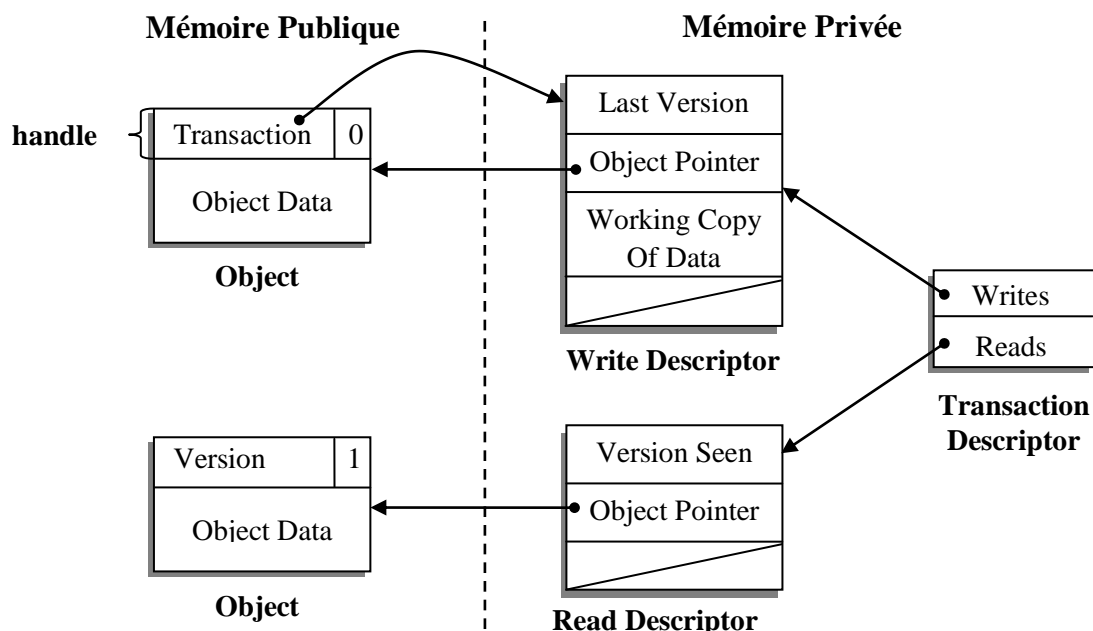 Mémoire Publique
Mémoire Privée
handle
Transaction 0
Object Data
Object
Last Version
Object Pointer
Working Copy
Of Data
Write Descriptor
Writes
Reads
Transaction
Descriptor
Version 1
Object Data
Object
Version Seen
Object Pointer
Read Descriptor